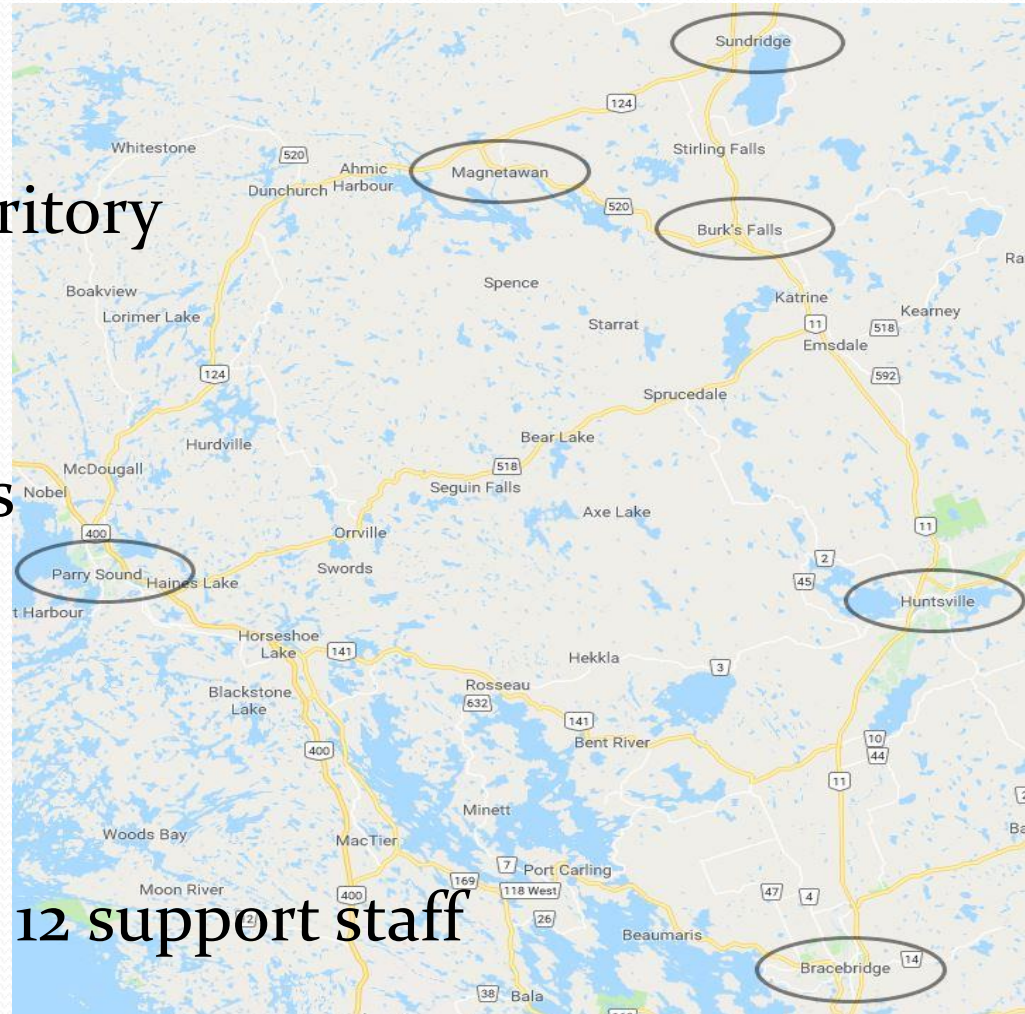 Sundridge
124
Whitestone
520
Stirling Falls
Ahmic
Harbour
Magnetawan
Dunchurch
520
ritory
Burk's Falls
Spence
Boakview
Katrine
Lorimer Lake
Starrat
11
518
Kearney
Emsdale
124
592
Sprucedale
Hurdville
Bear Lake
McDougall
518
s
Nobel
Seguin Falls
Axe Lake
11
400
Orrville
2
Parry Sound
Haines Lake
Swords
45
Huntsville
t Harbour
Horseshoe
Lake
141
Hekkla
3
Rosseau
Blackstone
Lake
632
141
Bent River
10
400
44
11
Minett
Woods Bay
MacTier
7
Port Carling
169
118 West
Moon River
400
47
4
12 support staff
26
Beaumaris
14
Bracebridge
38
Bala